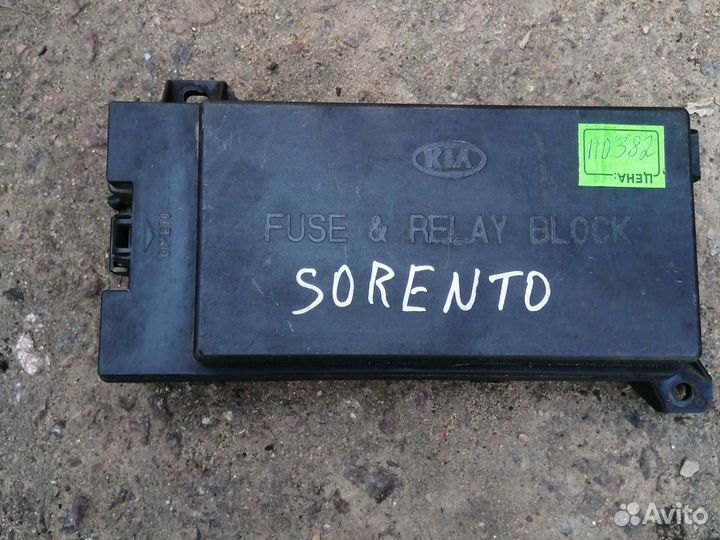 KIA
FUSE & RELAY BLOCK
SORENTO
OPEN
ЦЕНА:
110382
Avito